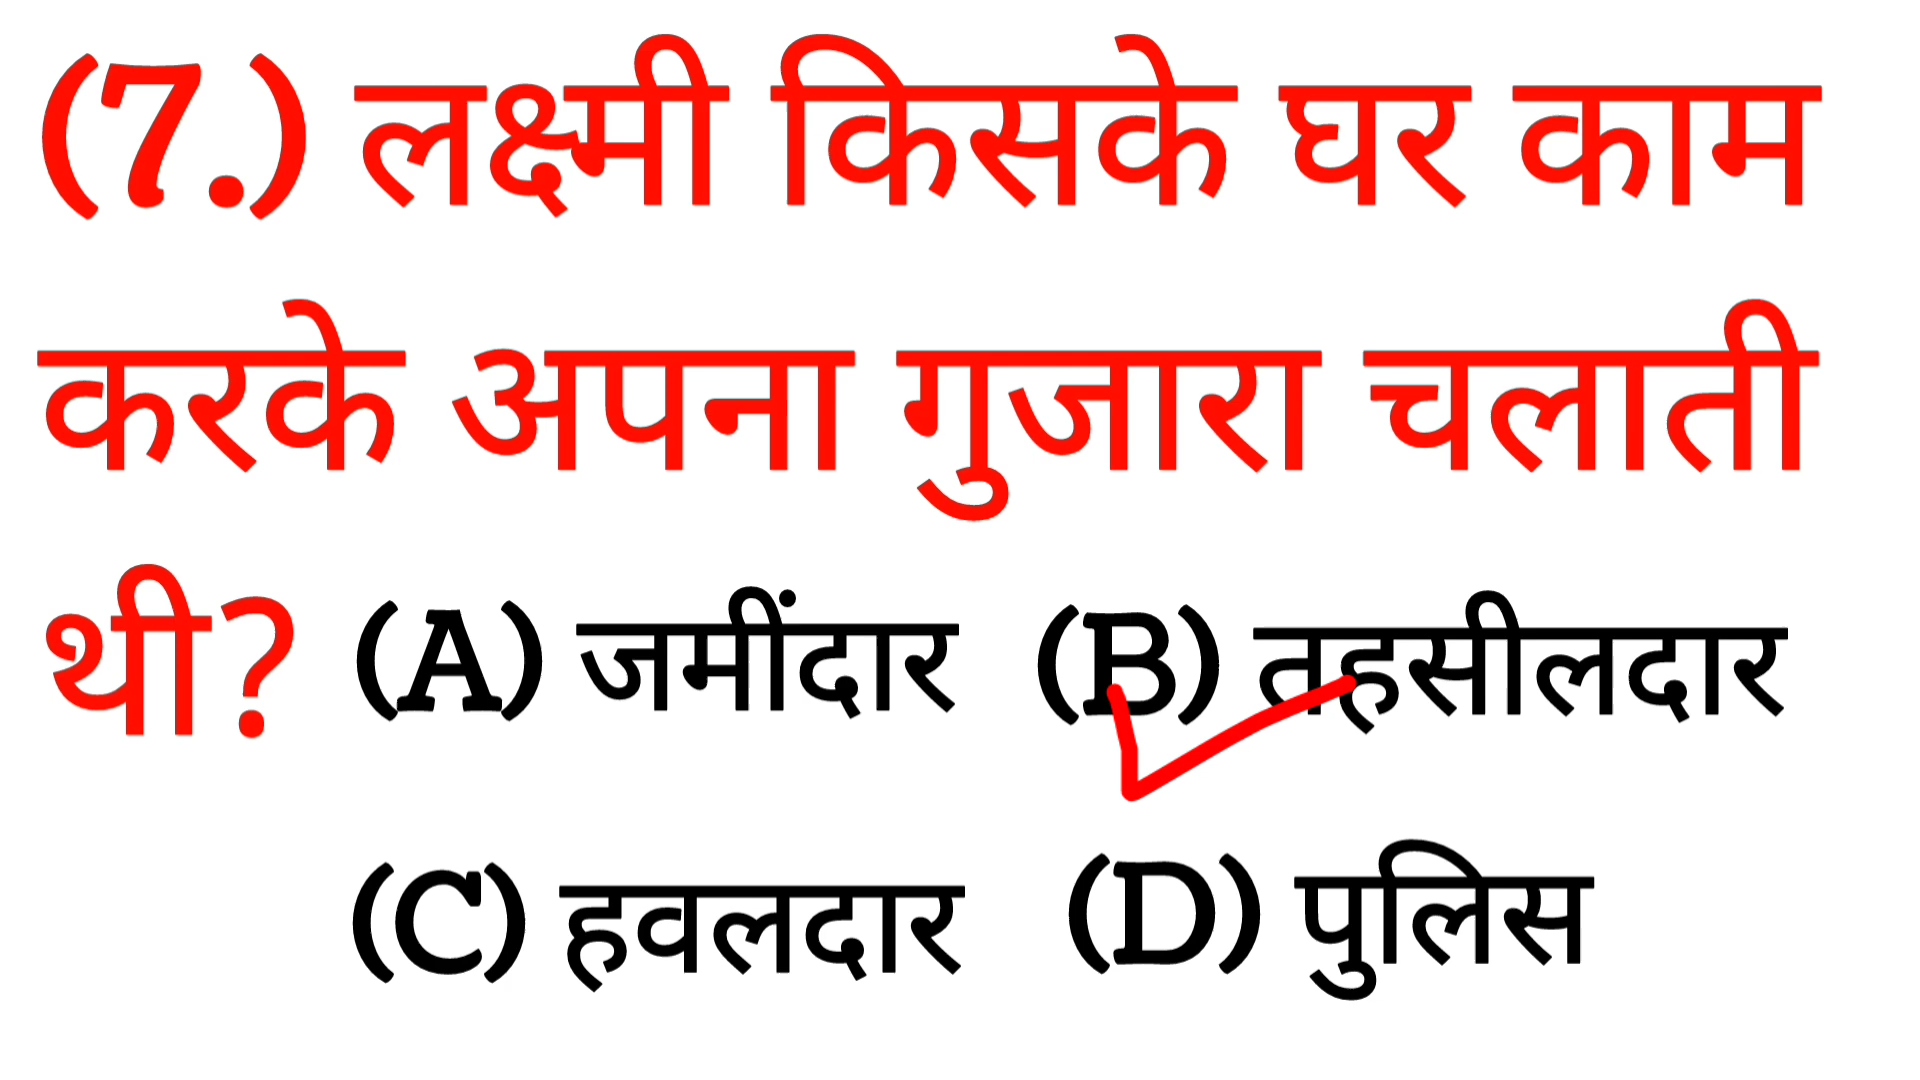 (7.) लक्ष्मी किसके घर काम
करके अपना गुजारा चलाती
थी? (A) जमींदार (B) तहसीलदार
(C) हवलदार (D) पुलिस